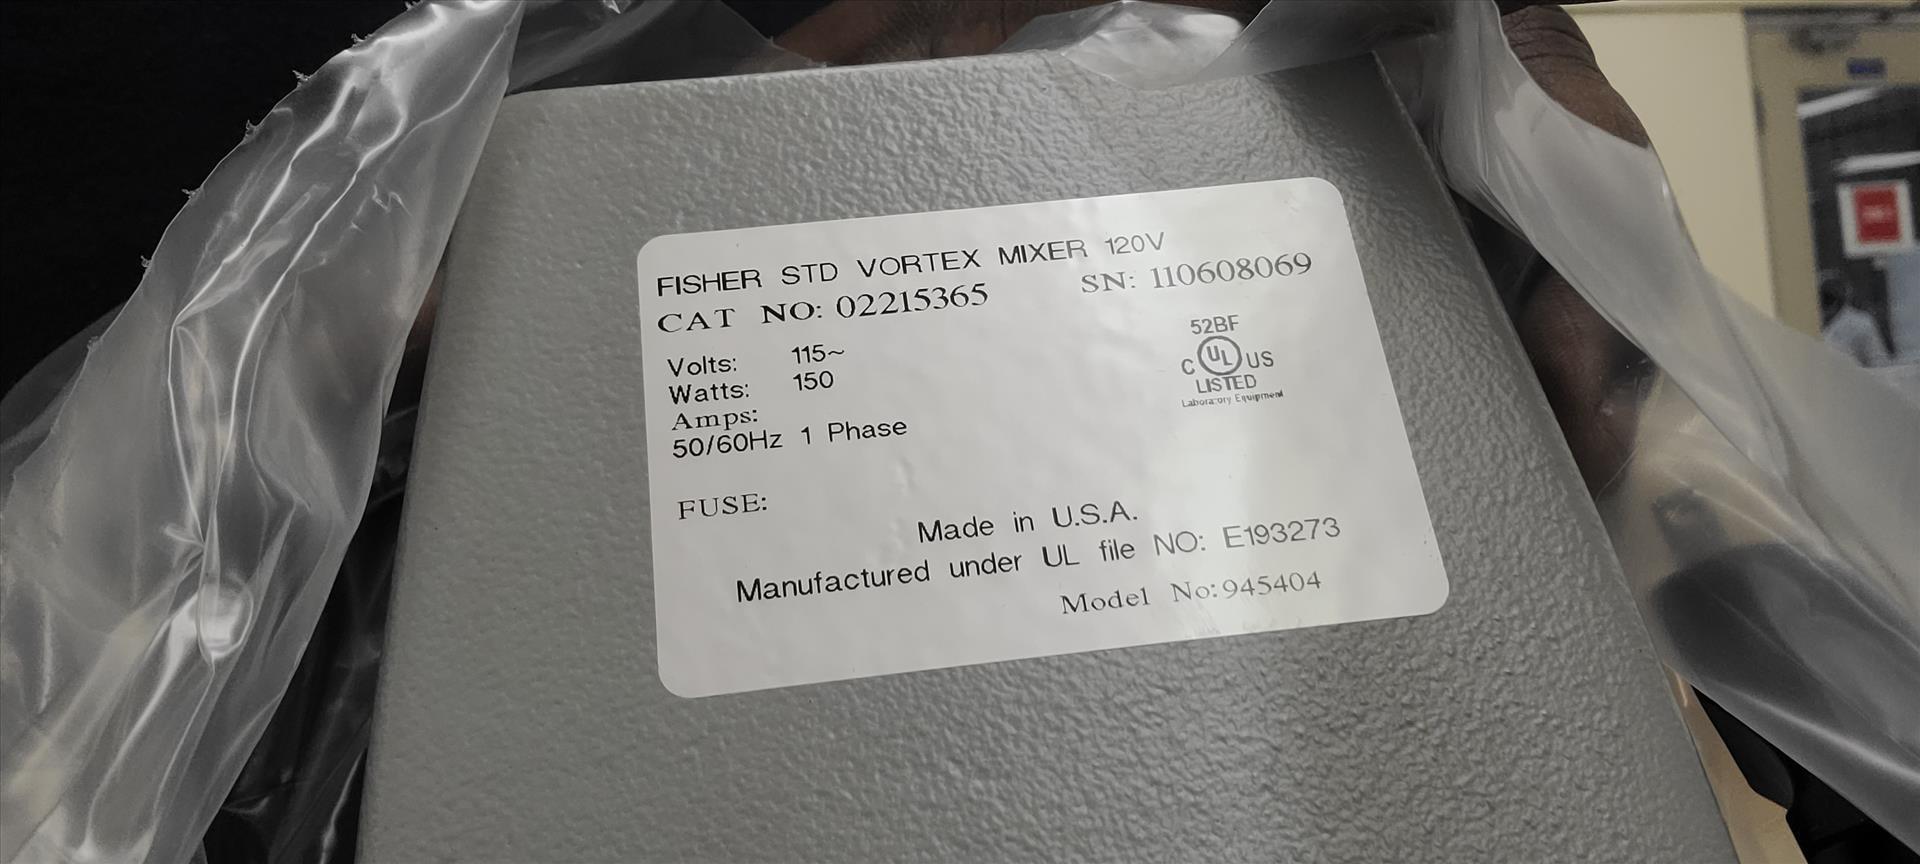 FISHER STD VORTEX MIXER 120V
CAT NO: 02215365 SN: 110608069
Volts: 115~
Watts: 150
Amps:
50/60Hz 1 Phase
52BF
C UL US
LISTED
Laboratory Equipment
FUSE:
Made in U.S.A.
Manufactured under UL file NO: E193273
Model No:945404